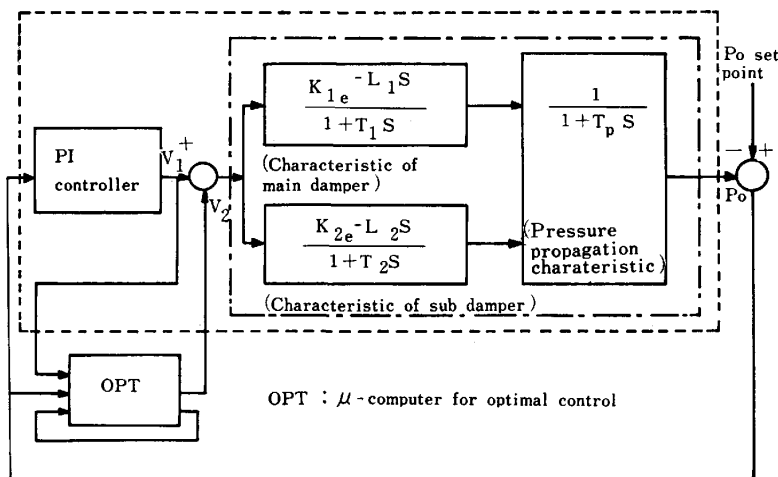 Po set
point
K1e -L1S
1+T1S
1
1+TpS
PI
controller
V1
+
V2
(Characteristic of
main damper)
-
+
Po
K2e -L2S
1+T2S
(Pressure
propagation
charateristic)
(Characteristic of sub damper)
OPT
OPT : μ-computer for optimal control